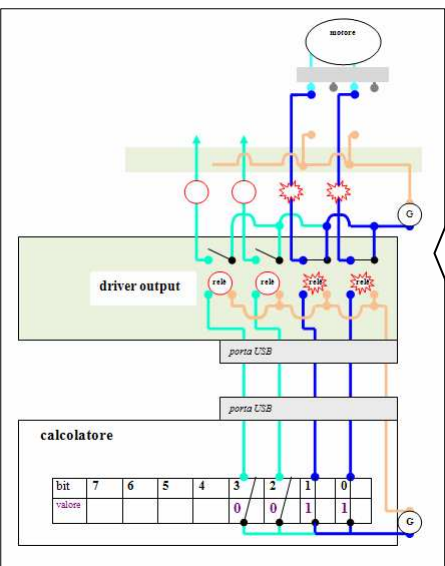 motore
G
driver output
relè relè relè relè
porta USB
porta USB
calcolatore
bit 7 6 5 4 3 2 1 0
valore 0 0 1 1
G